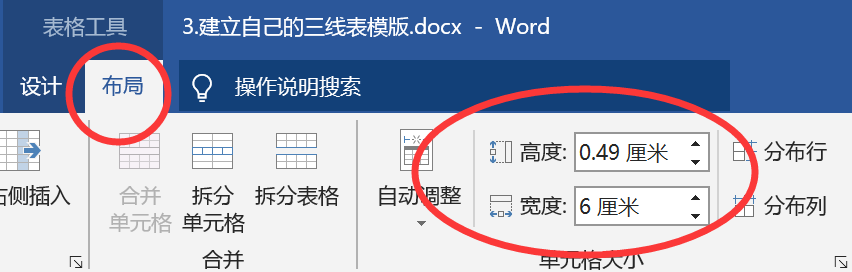 表格工具
3.建立自己的三线表模版.docx - Word
设计
布局
操作说明搜索
右侧插入
合并
单元格
拆分
单元格
拆分表格
自动调整
高度: 0.49 厘米
宽度: 6 厘米
分布行
分布列
合并
单元格大小